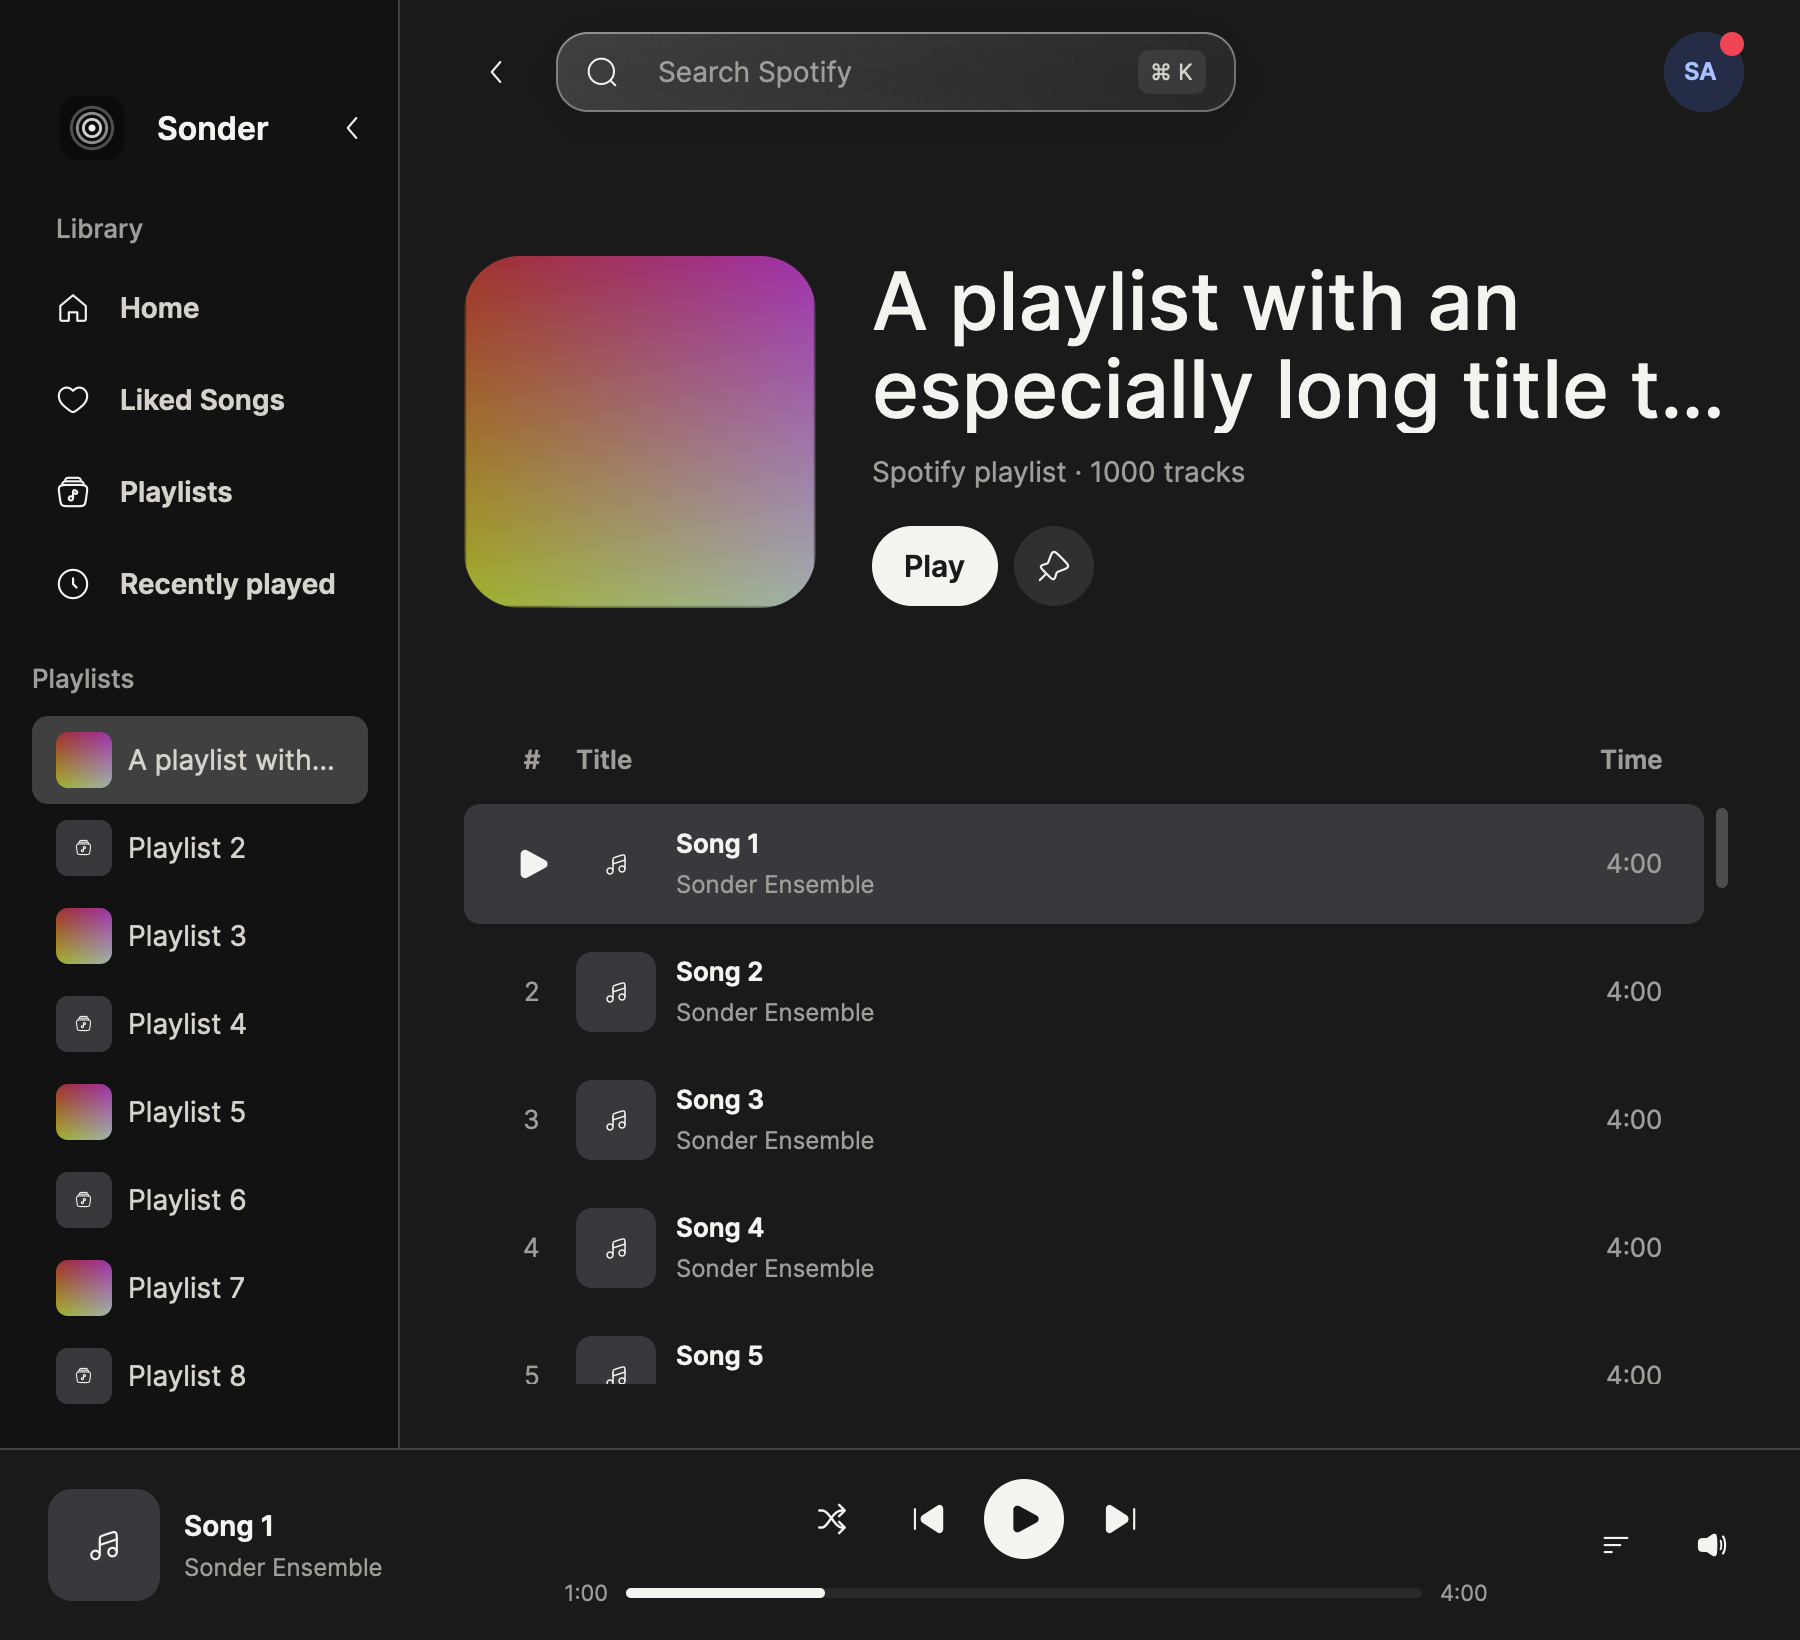 Sonder
Library
Home
Liked Songs
Playlists
Recently played
Playlists
A playlist with...
Playlist 2
Playlist 3
Playlist 4
Playlist 5
Playlist 6
Playlist 7
Playlist 8
Search Spotify
⌘ K
SA
A playlist with an
especially long title t...
Spotify playlist · 1000 tracks
Play
# Title Time
Song 1
Sonder Ensemble
4:00
2
Song 2
Sonder Ensemble
4:00
3
Song 3
Sonder Ensemble
4:00
4
Song 4
Sonder Ensemble
4:00
5
Song 5
4:00
Song 1
Sonder Ensemble
1:00
4:00